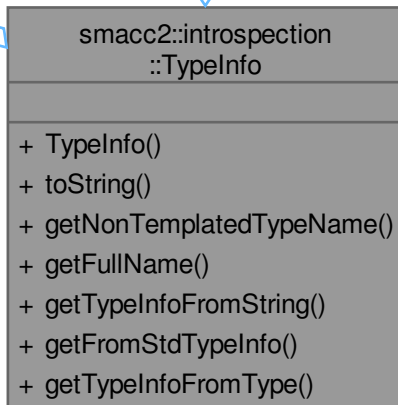 smacc2::introspection
::TypeInfo
+ TypeInfo()
+ toString()
+ getNonTemplatedTypeName()
+ getFullName()
+ getTypeInfoFromString()
+ getFromStdTypeInfo()
+ getTypeInfoFromType()